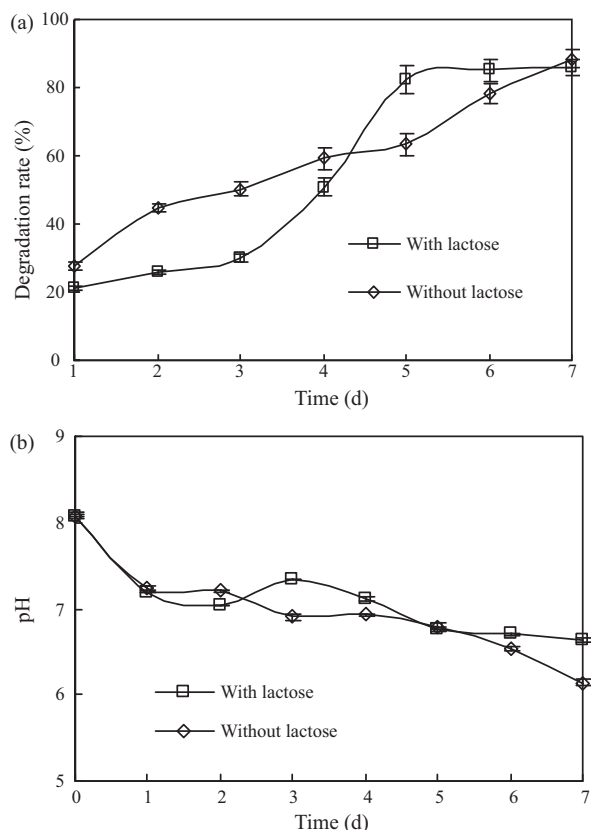 (a)
100
80
60
40
20
0
Degradation rate (%)
With lactose
Without lactose
1 2 3 4 5 6 7
Time (d)
(b)
9
8
7
6
5
pH
With lactose
Without lactose
0 1 2 3 4 5 6 7
Time (d)